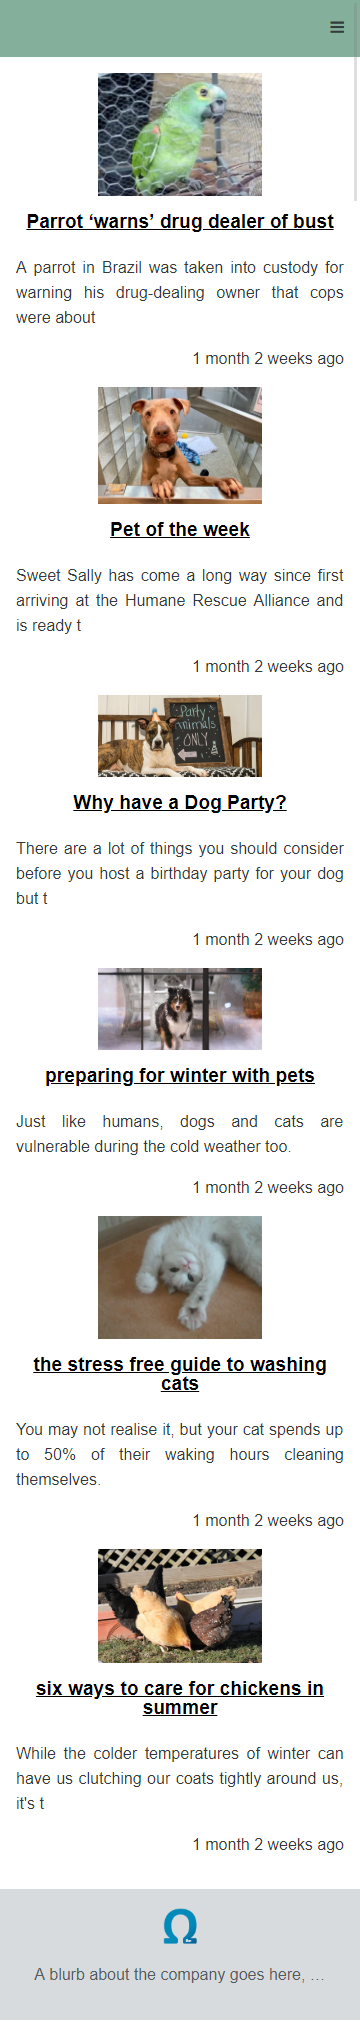 Parrot ‘warns’ drug dealer of bust
A parrot in Brazil was taken into custody for
warning his drug-dealing owner that cops
were about
1 month 2 weeks ago
Pet of the week
Sweet Sally has come a long way since first
arriving at the Humane Rescue Alliance and
is ready t
1 month 2 weeks ago
Party
Animals
ONLY
Why have a Dog Party?
There are a lot of things you should consider
before you host a birthday party for your dog
but t
1 month 2 weeks ago
preparing for winter with pets
Just like humans, dogs and cats are
vulnerable during the cold weather too.
1 month 2 weeks ago
the stress free guide to washing
cats
You may not realise it, but your cat spends up
to 50% of their waking hours cleaning
themselves.
1 month 2 weeks ago
six ways to care for chickens in
summer
While the colder temperatures of winter can
have us clutching our coats tightly around us,
it's t
1 month 2 weeks ago
Ω
A blurb about the company goes here, ...